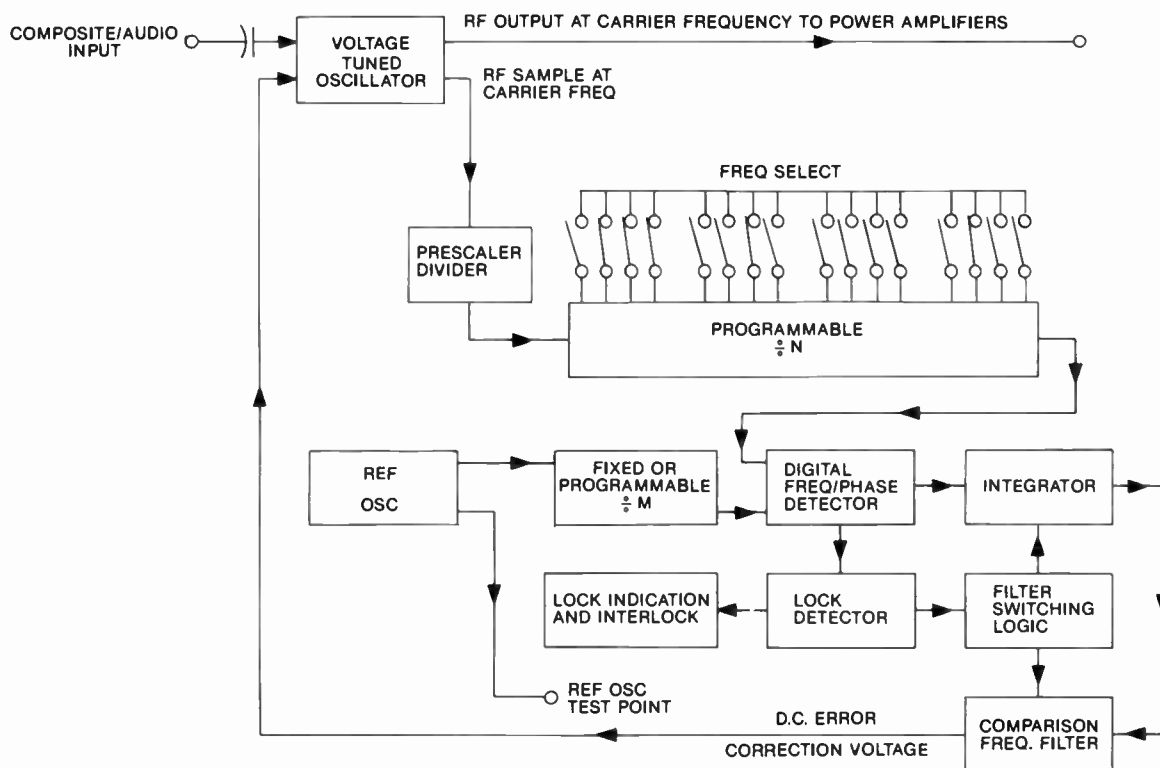 COMPOSITE/AUDIO
INPUT
VOLTAGE
TUNED
OSCILLATOR
RF OUTPUT AT CARRIER FREQUENCY TO POWER AMPLIFIERS
RF SAMPLE AT
CARRIER FREQ
FREQ SELECT
PRESCALER
DIVIDER
PROGRAMMABLE
÷ N
REF
OSC
FIXED OR
PROGRAMMABLE
÷ M
DIGITAL
FREQ/PHASE
DETECTOR
INTEGRATOR
LOCK INDICATION
AND INTERLOCK
LOCK
DETECTOR
FILTER
SWITCHING
LOGIC
REF OSC
TEST POINT
D.C. ERROR
CORRECTION VOLTAGE
COMPARISON
FREQ. FILTER